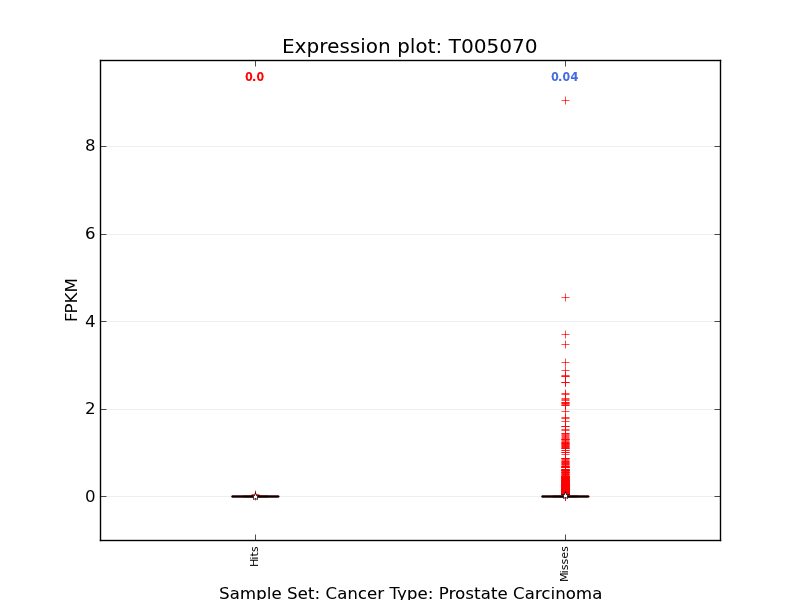 Expression plot: T005070
0.0
0.04
8
6
4
2
0
FPKM
Hits
Misses
Sample Set: Cancer Type: Prostate Carcinoma